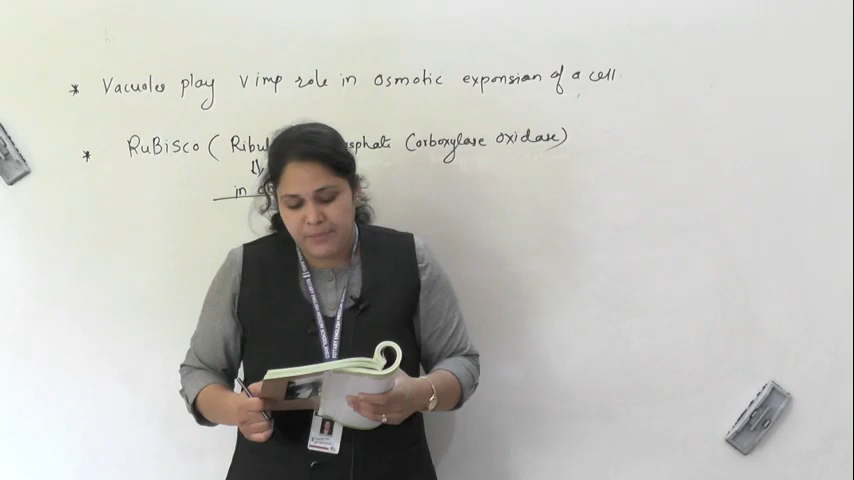 * Vacuoles play V imp role in Osmotic expansion of a cell.
* RuBisCo ( Ribul sphate Carboxylase oxidase)
in